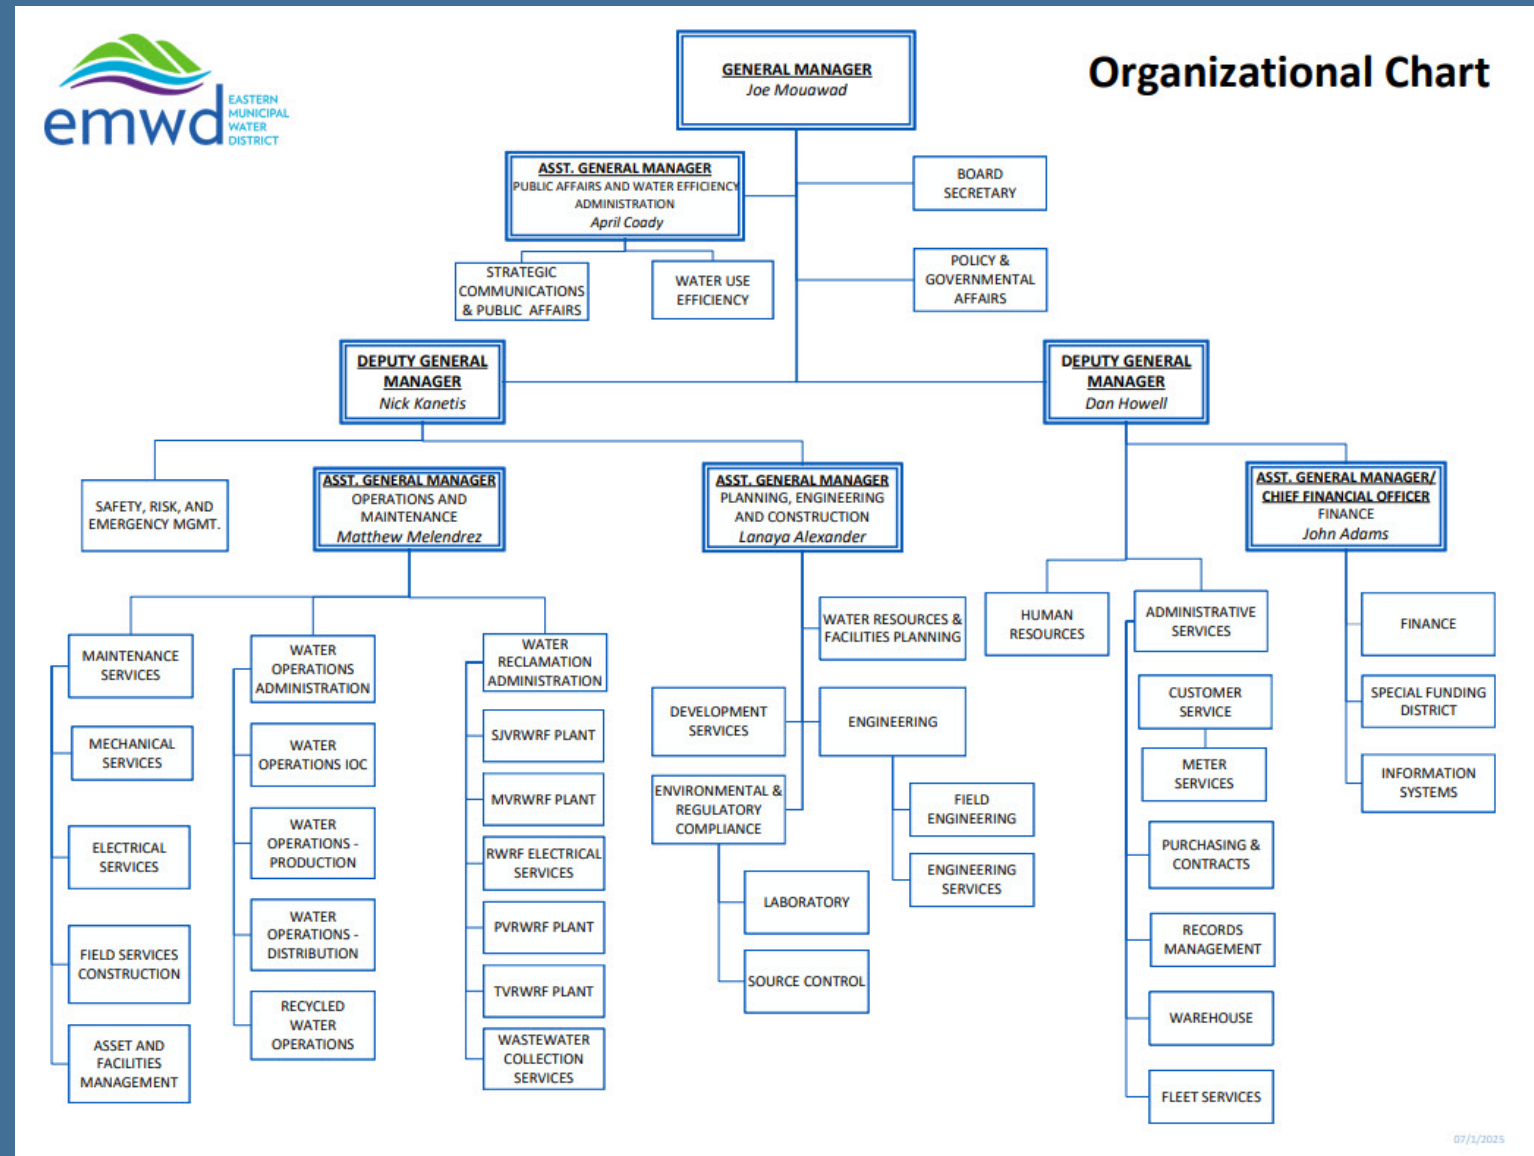 emwd
EASTERN
MUNICIPAL
WATER
DISTRICT
Organizational Chart
GENERAL MANAGER
Joe Mouawad
ASST. GENERAL MANAGER
PUBLIC AFFAIRS AND WATER EFFICIENCY
ADMINISTRATION
April Coady
BOARD
SECRETARY
STRATEGIC
COMMUNICATIONS
& PUBLIC AFFAIRS
WATER USE
EFFICIENCY
POLICY &
GOVERNMENTAL
AFFAIRS
DEPUTY GENERAL
MANAGER
Nick Kanetis
DEPUTY GENERAL
MANAGER
Dan Howell
SAFETY, RISK, AND
EMERGENCY MGMT.
ASST. GENERAL MANAGER
OPERATIONS AND
MAINTENANCE
Matthew Melendrez
ASST. GENERAL MANAGER
PLANNING, ENGINEERING
AND CONSTRUCTION
Lanaya Alexander
ASST. GENERAL MANAGER/
CHIEF FINANCIAL OFFICER
FINANCE
John Adams
MAINTENANCE
SERVICES
MECHANICAL
SERVICES
ELECTRICAL
SERVICES
FIELD SERVICES
CONSTRUCTION
ASSET AND
FACILITIES
MANAGEMENT
WATER
OPERATIONS
ADMINISTRATION
WATER
OPERATIONS IOC
WATER
OPERATIONS -
PRODUCTION
WATER
OPERATIONS -
DISTRIBUTION
RECYCLED
WATER
OPERATIONS
WATER
RECLAMATION
ADMINISTRATION
SJVRWRF PLANT
MVRWRF PLANT
RWRF ELECTRICAL
SERVICES
PVRWRF PLANT
TVRWRF PLANT
WASTEWATER
COLLECTION
SERVICES
WATER RESOURCES &
FACILITIES PLANNING
DEVELOPMENT
SERVICES
ENGINEERING
ENVIRONMENTAL &
REGULATORY
COMPLIANCE
FIELD
ENGINEERING
ENGINEERING
SERVICES
LABORATORY
SOURCE CONTROL
HUMAN
RESOURCES
ADMINISTRATIVE
SERVICES
CUSTOMER
SERVICE
METER
SERVICES
PURCHASING &
CONTRACTS
RECORDS
MANAGEMENT
WAREHOUSE
FLEET SERVICES
FINANCE
SPECIAL FUNDING
DISTRICT
INFORMATION
SYSTEMS
07/1/2025